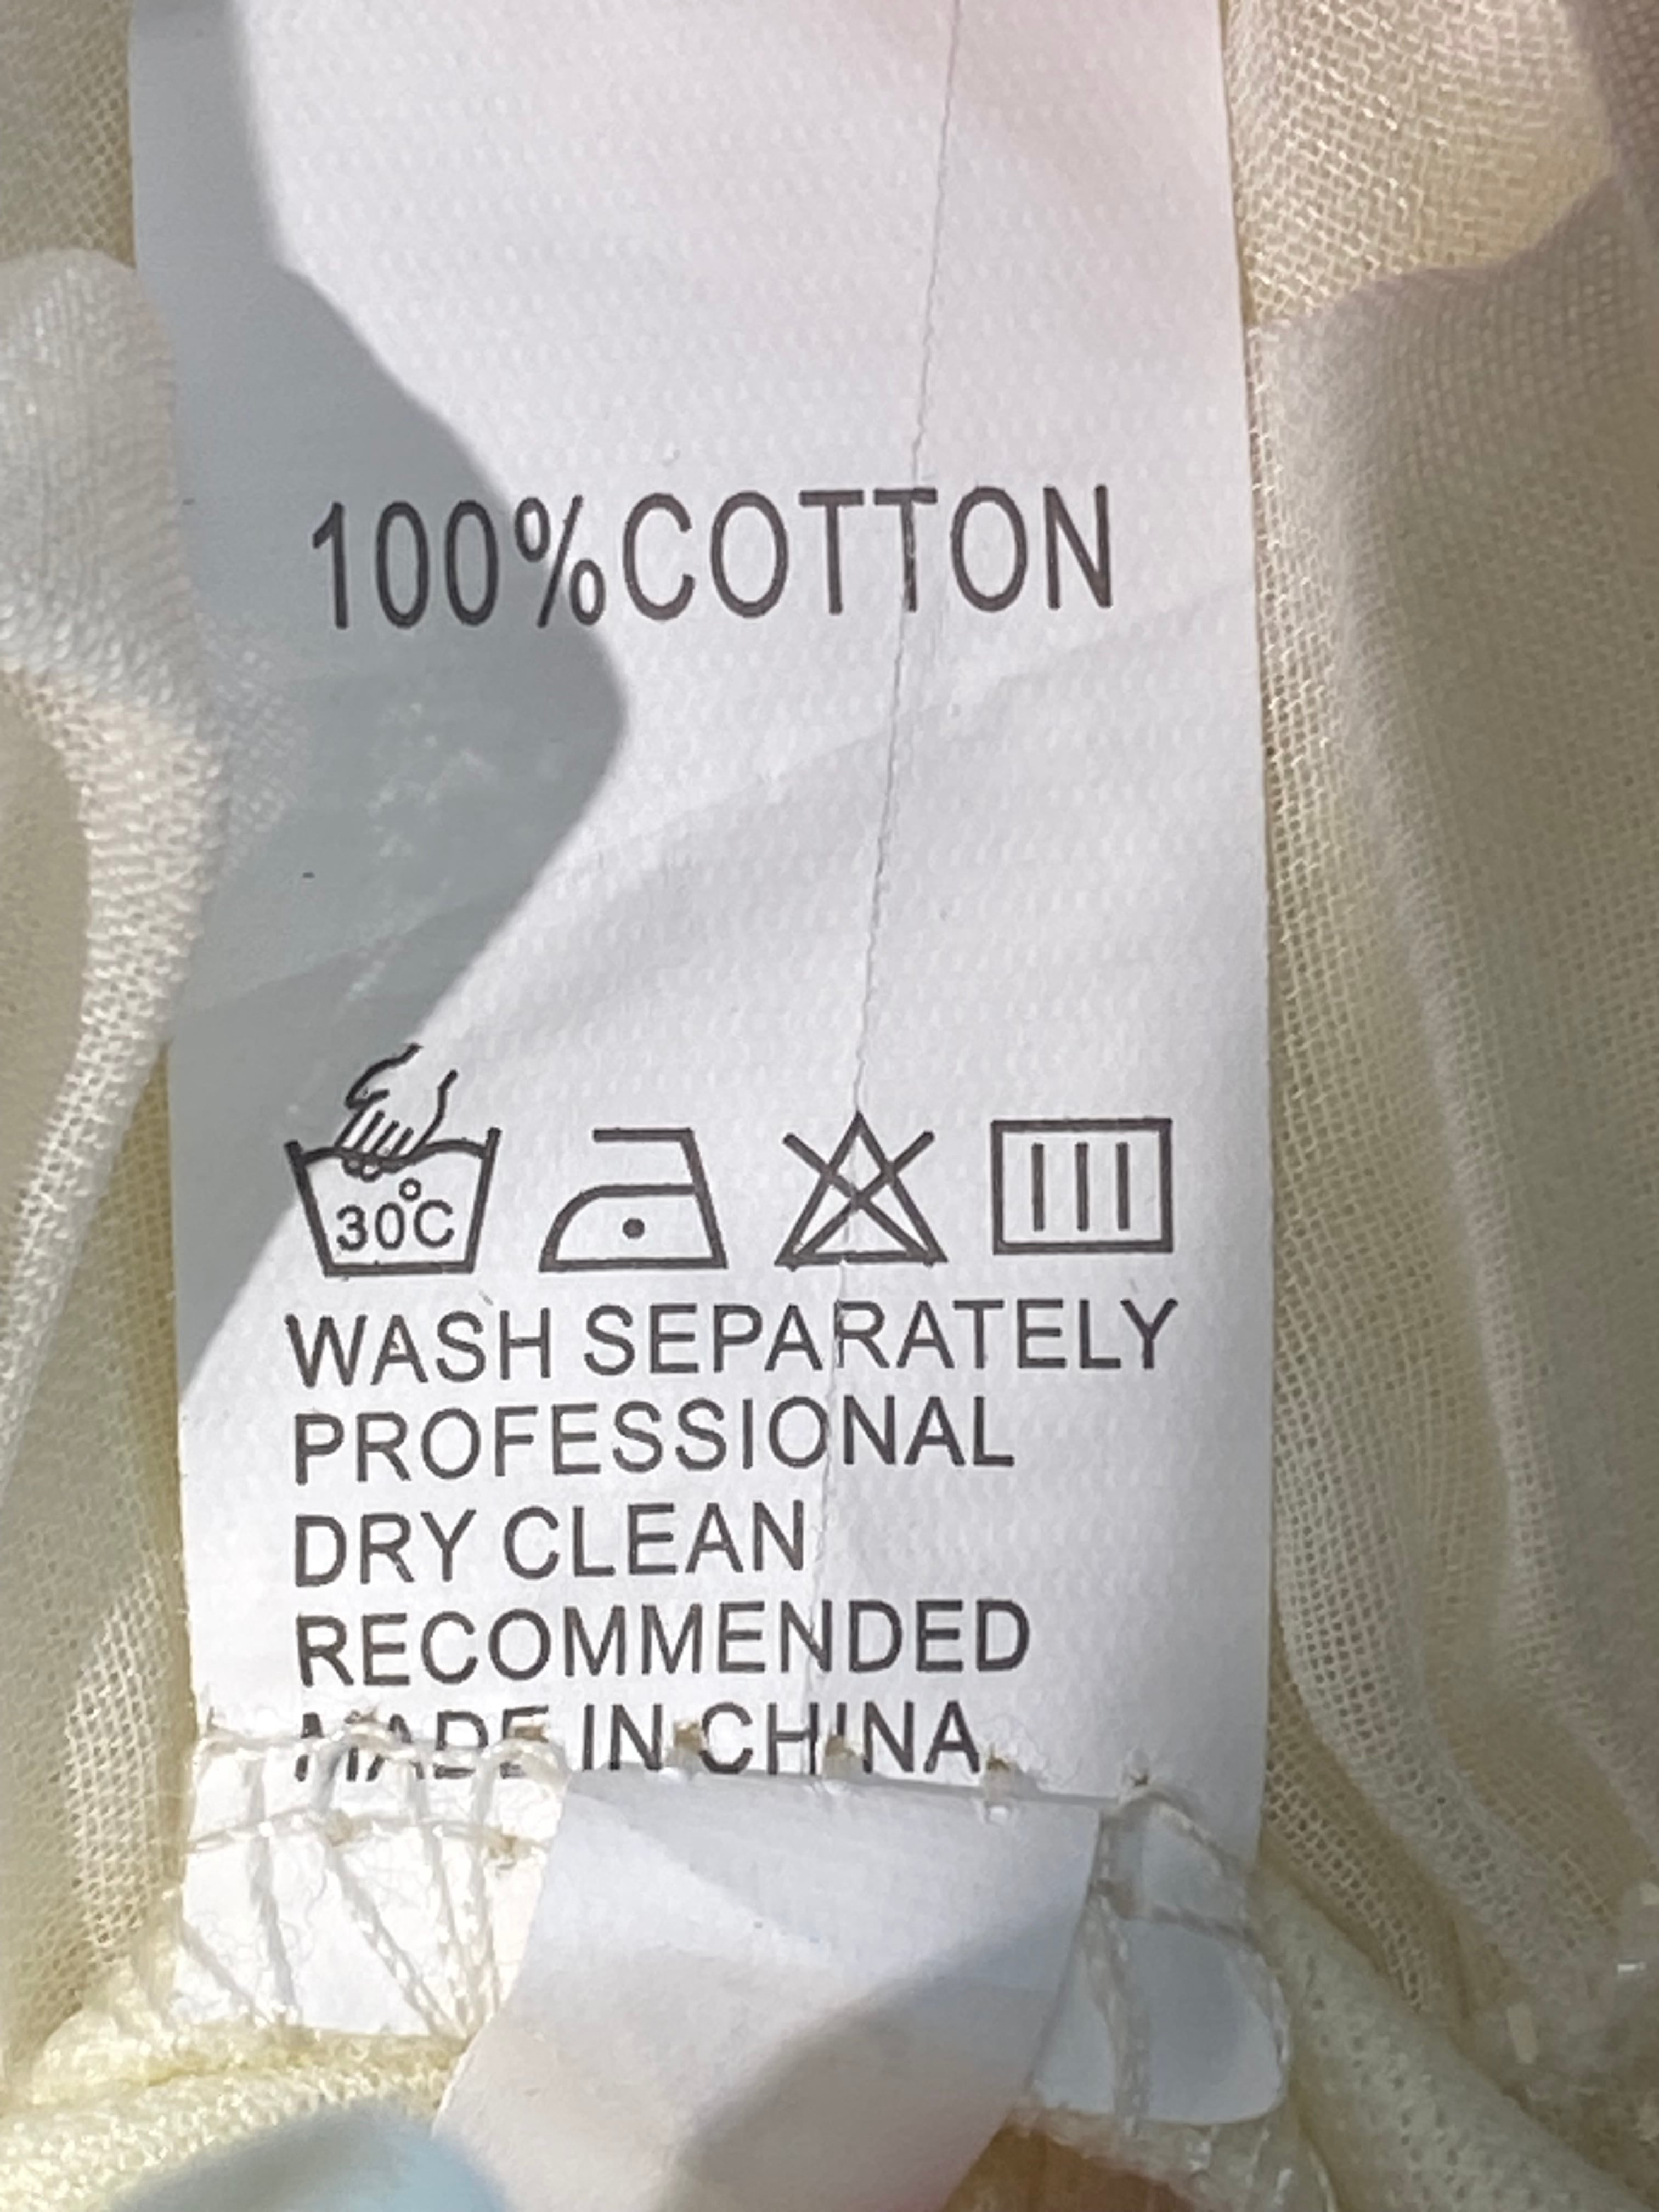 100%COTTON
30°C
WASH SEPARATELY
PROFESSIONAL
DRY CLEAN
RECOMMENDED
MADE IN CHINA